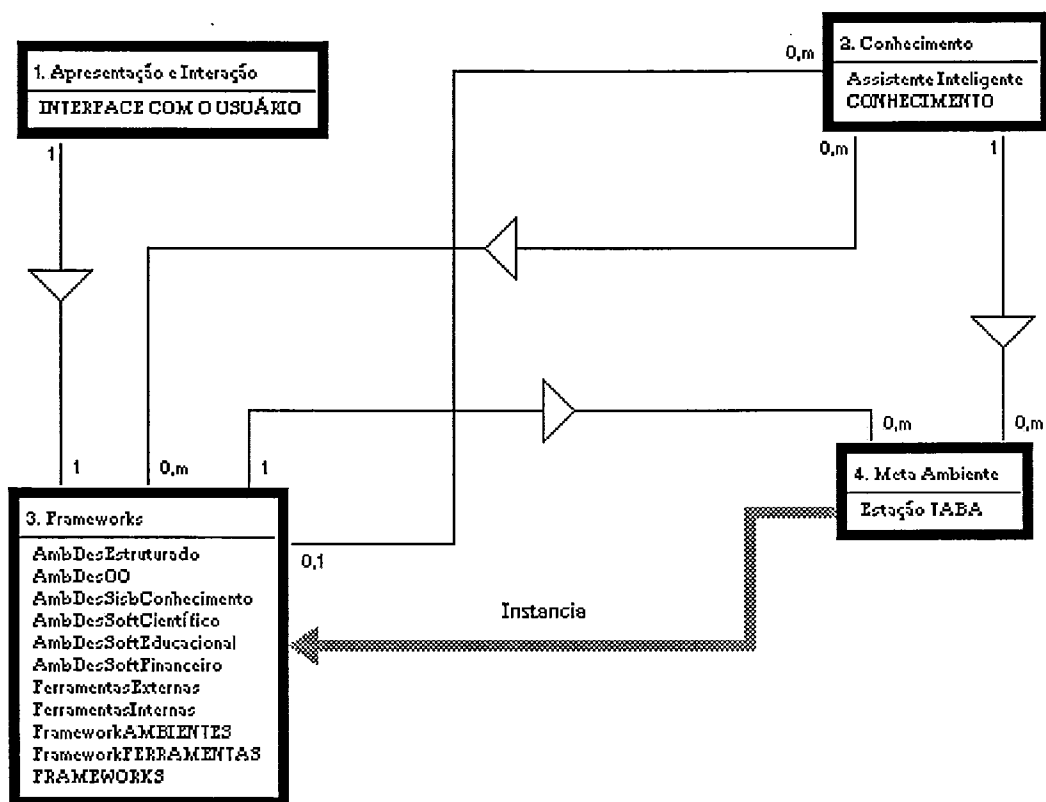 1. Apresentação e Interação
INTERFACE COM O USUÁRIO
2. Conhecimento
Assistente Inteligente
CONHECIMENTO
0,m
1
0,m
1
1
0,m
1
0,m
0,m
3. Frameworks
AmbDesEstruturado
AmbDesOO
AmbDesSisbConhecimento
AmbDesSoftCientífico
AmbDesSoftEducacional
AmbDesSoftFinanceiro
FerramentasExternas
FerramentasInternas
FrameworkAMBIENTES
FrameworkFERRAMENTAS
FRAMEWORKS
0,1
4. Meta Ambiente
Estação TABA
Instancia